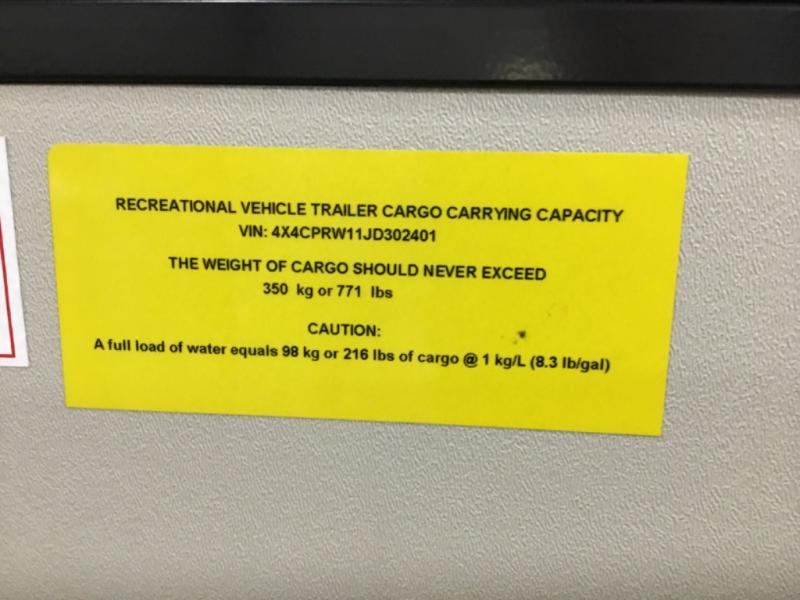 RECREATIONAL VEHICLE TRAILER CARGO CARRYING CAPACITY
VIN: 4X4CPRW11JD302401
THE WEIGHT OF CARGO SHOULD NEVER EXCEED
350 kg or 771 lbs
CAUTION:
A full load of water equals 98 kg or 216 lbs of cargo @ 1 kg/L (8.3 lb/gal)